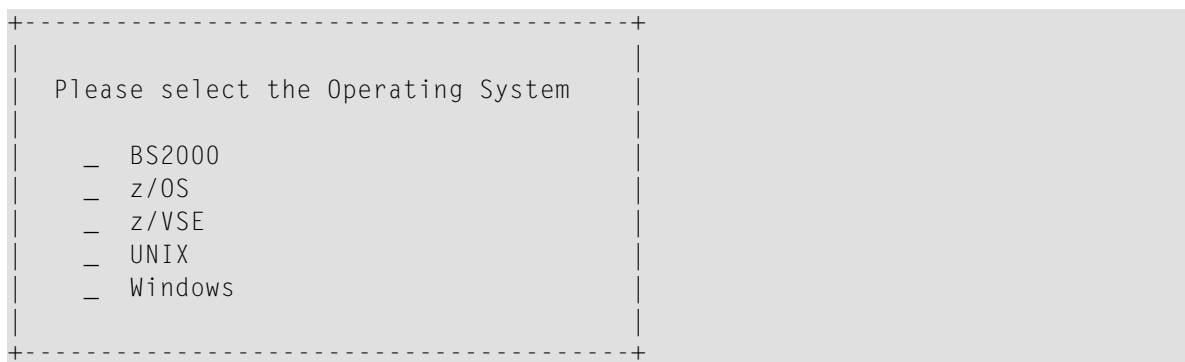 Please select the Operating System
_ BS2000
_ z/OS
_ z/VSE
_ UNIX
_ Windows